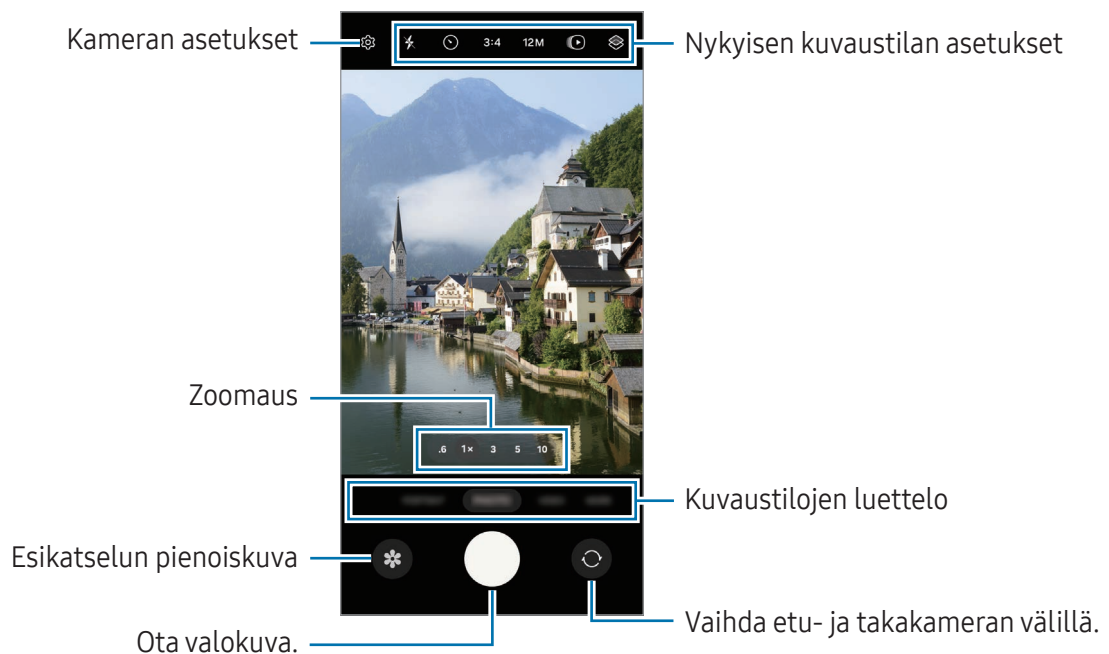 Kameran asetukset
3:4
12M
Nykyisen kuvaustilan asetukset
Zoomaus
.6 1× 3 5 10
Kuvaustilojen luettelo
Esikatselun pienoiskuva
Vaihda etu- ja takakameran välillä.
Ota valokuva.